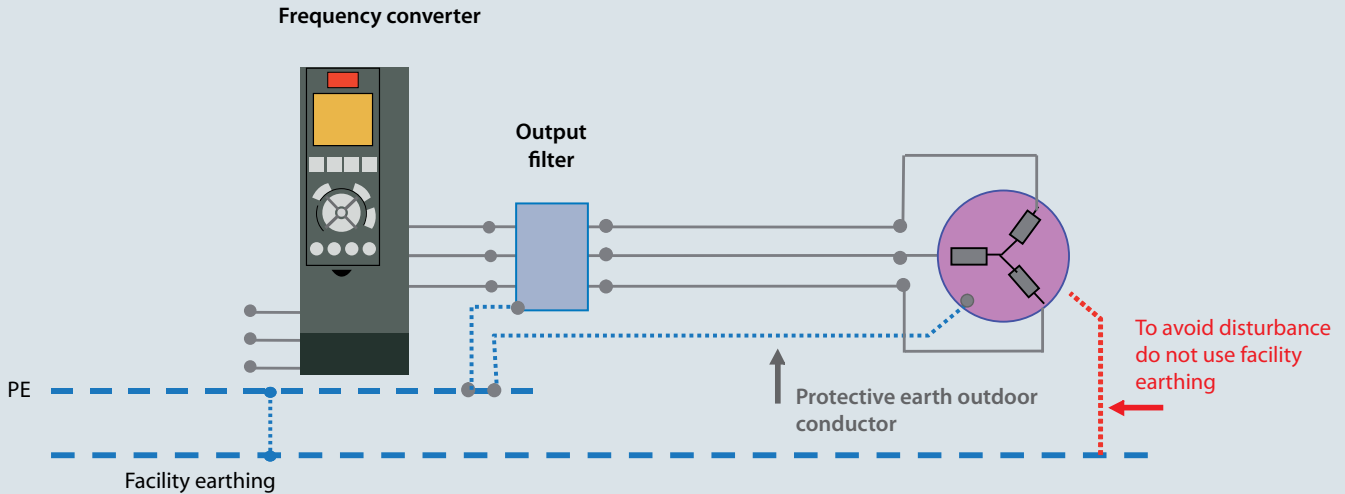 Frequency converter
Output
filter
To avoid disturbance
do not use facility
earthing
PE
Protective earth outdoor
conductor
Facility earthing